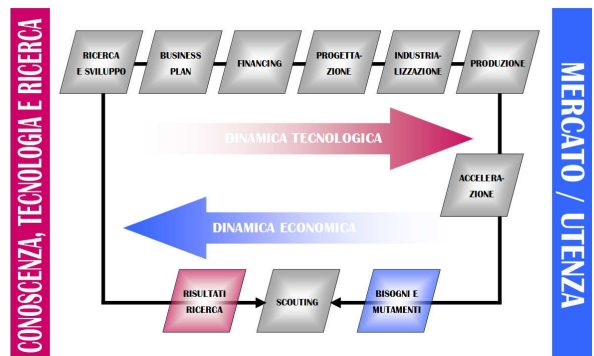 CONOSCENZA, TECNOLOGIA E RICERCA
RICERCA
E SVILUPPO
BUSINESS
PLAN
FINANCING
PROGETTA-
ZIONE
INDUSTRIA-
LIZZAZIONE
PRODUZIONE
DINAMICA TECNOLOGICA
ACCELERA-
ZIONE
DINAMICA ECONOMICA
RISULTATI
RICERCA
SCOUTING
BISOGNI E
MUTAMENTI
MERCATO / UTENZA